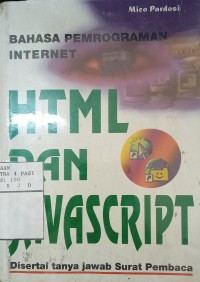 Mico Pardosi
BAHASA PEMROGRAMAN
INTERNET
HTML
DAN
JAVASCRIPT
Disertai tanya jawab Surat Pembaca